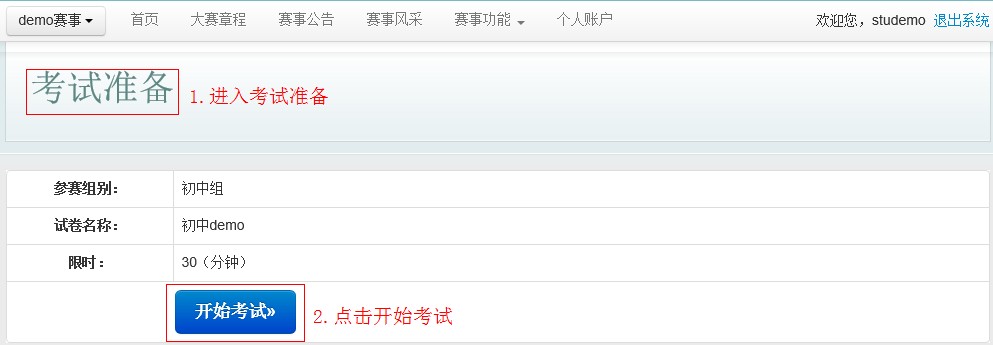 demo赛事 首页 大赛章程 赛事公告 赛事风采 赛事功能 个人账户 欢迎您，studemo 退出系统
考试准备 1.进入考试准备
参赛组别： 初中组
试卷名称： 初中demo
限时： 30（分钟）
开始考试» 2.点击开始考试